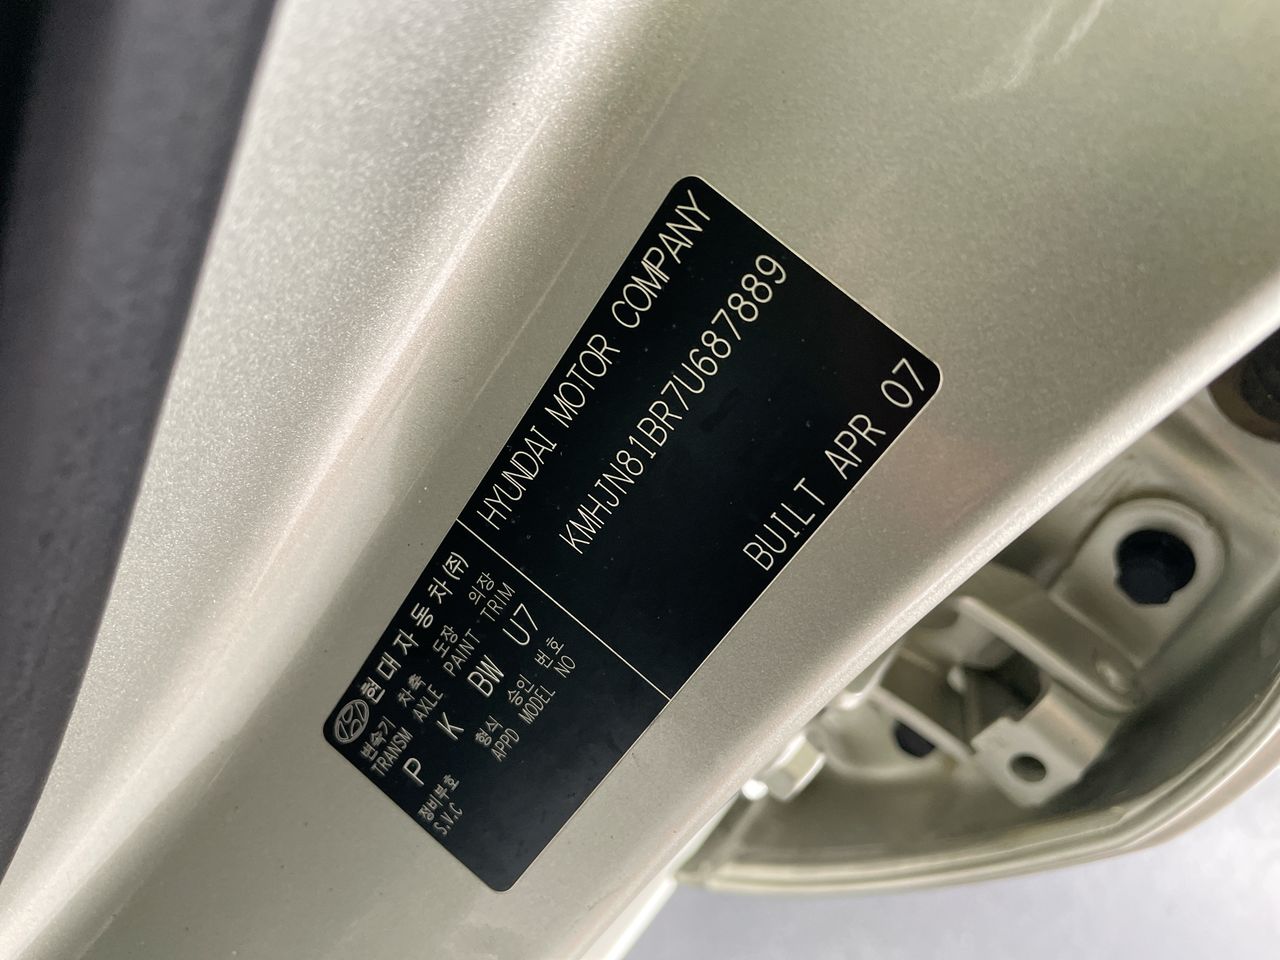 현대자동차(주)
변속기 차축 도장 의장
TRANSM AXLE PAINT TRIM
P K BW U7
형식 승인 번호
APPD MODEL NO
정비부호
S.V.C
HYUNDAI MOTOR COMPANY
KMHJN81BR7U687889
BUILT APR 07